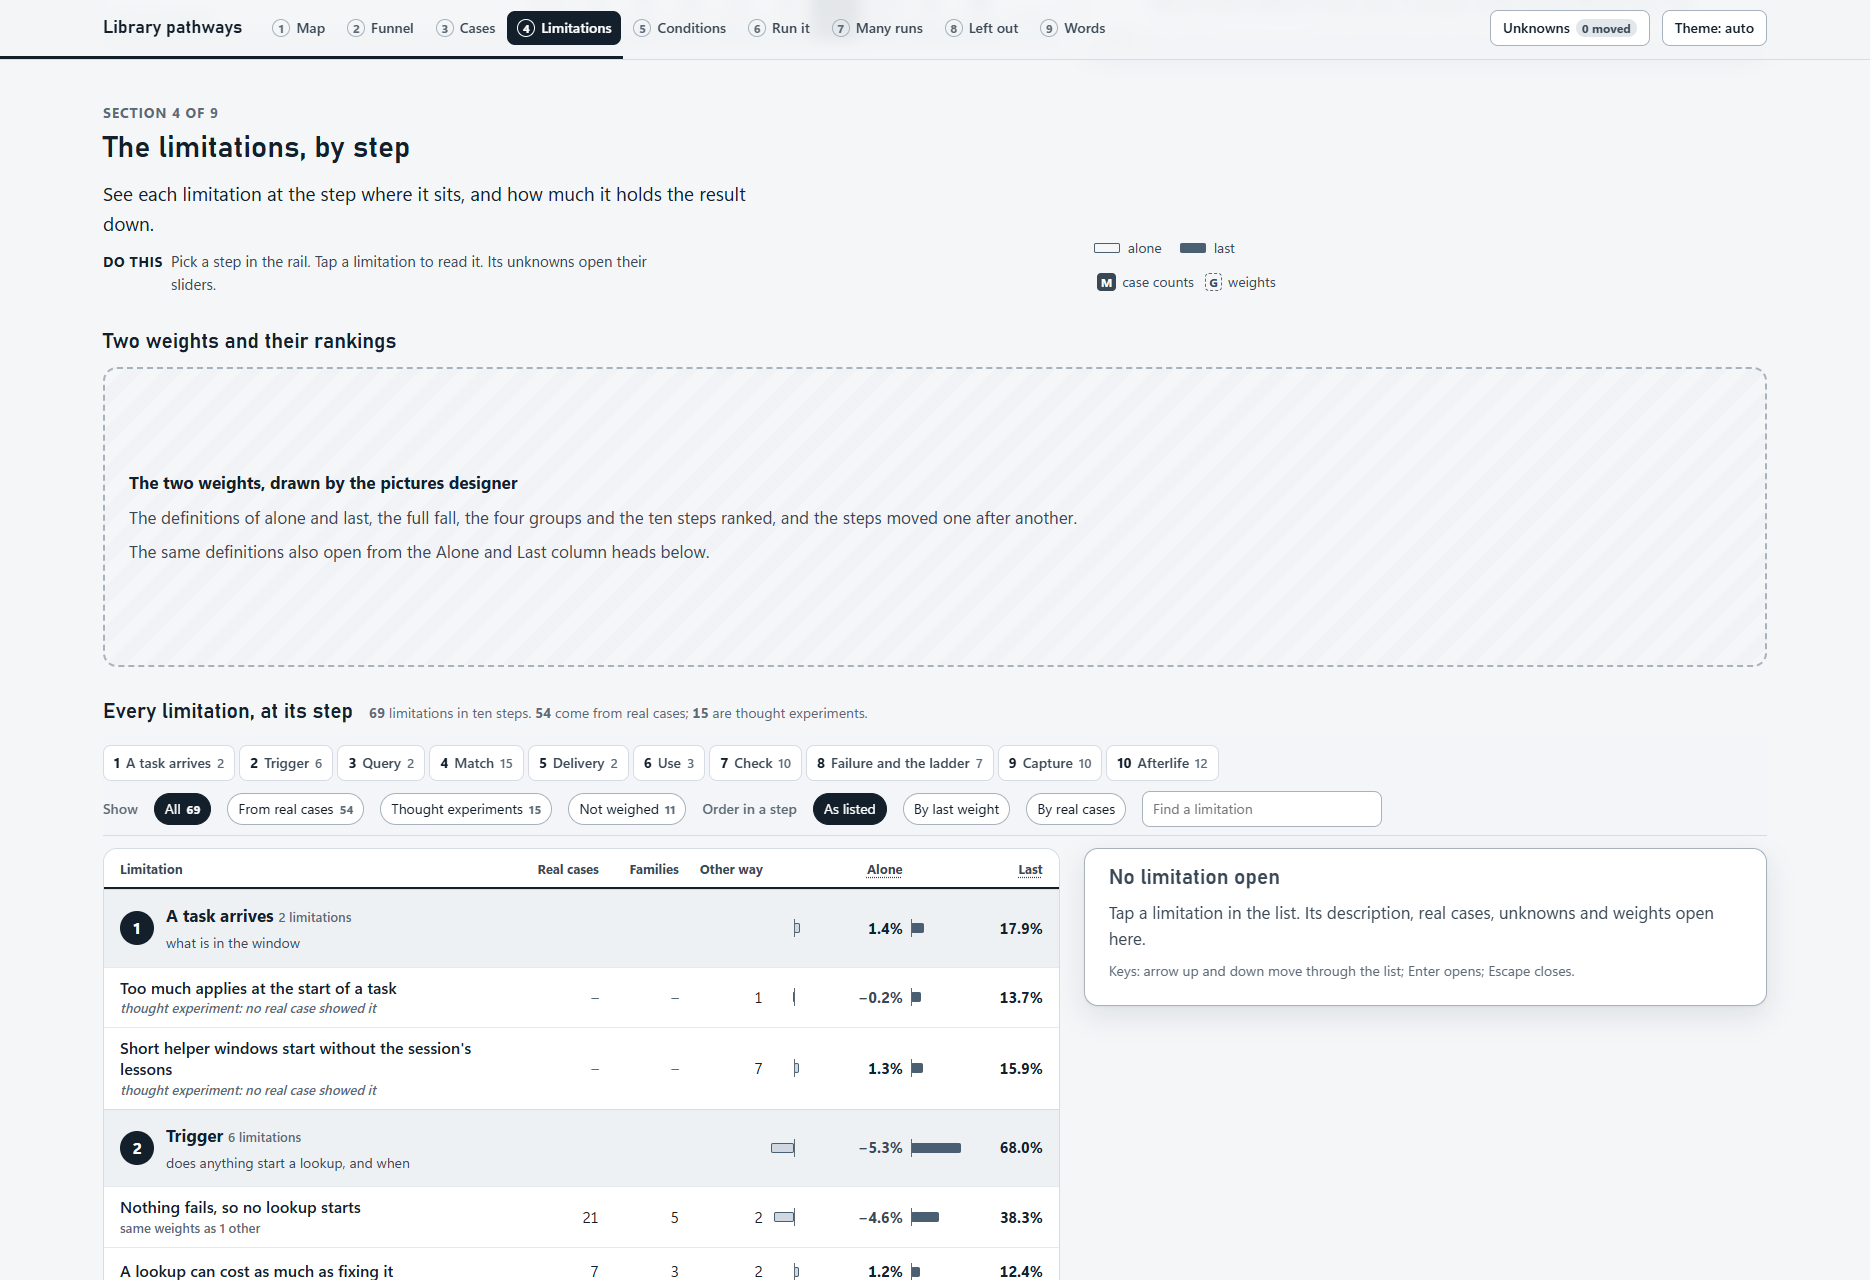 Library pathways
1 Map
2 Funnel
3 Cases
4 Limitations
5 Conditions
6 Run it
7 Many runs
8 Left out
9 Words
Unknowns 0 moved
Theme: auto
SECTION 4 OF 9
The limitations, by step
See each limitation at the step where it sits, and how much it holds the result
down.
DO THIS Pick a step in the rail. Tap a limitation to read it. Its unknowns open their
sliders.
alone last
M case counts G weights
Two weights and their rankings
The two weights, drawn by the pictures designer
The definitions of alone and last, the full fall, the four groups and the ten steps ranked, and the steps moved one after another.
The same definitions also open from the Alone and Last column heads below.
Every limitation, at its step 69 limitations in ten steps. 54 come from real cases; 15 are thought experiments.
1 A task arrives 2
2 Trigger 6
3 Query 2
4 Match 15
5 Delivery 2
6 Use 3
7 Check 10
8 Failure and the ladder 7
9 Capture 10
10 Afterlife 12
Show All 69 From real cases 54 Thought experiments 15 Not weighed 11 Order in a step As listed By last weight By real cases Find a limitation
Limitation Real cases Families Other way Alone Last
1 A task arrives 2 limitations 1.4% 17.9%
what is in the window
Too much applies at the start of a task – – 1 −0.2% 13.7%
thought experiment: no real case showed it
Short helper windows start without the session's
lessons – – 7 1.3% 15.9%
thought experiment: no real case showed it
2 Trigger 6 limitations −5.3% 68.0%
does anything start a lookup, and when
Nothing fails, so no lookup starts 21 5 2 −4.6% 38.3%
same weights as 1 other
A lookup can cost as much as fixing it 7 3 2 1.2% 12.4%
No limitation open
Tap a limitation in the list. Its description, real cases, unknowns and weights open
here.
Keys: arrow up and down move through the list; Enter opens; Escape closes.